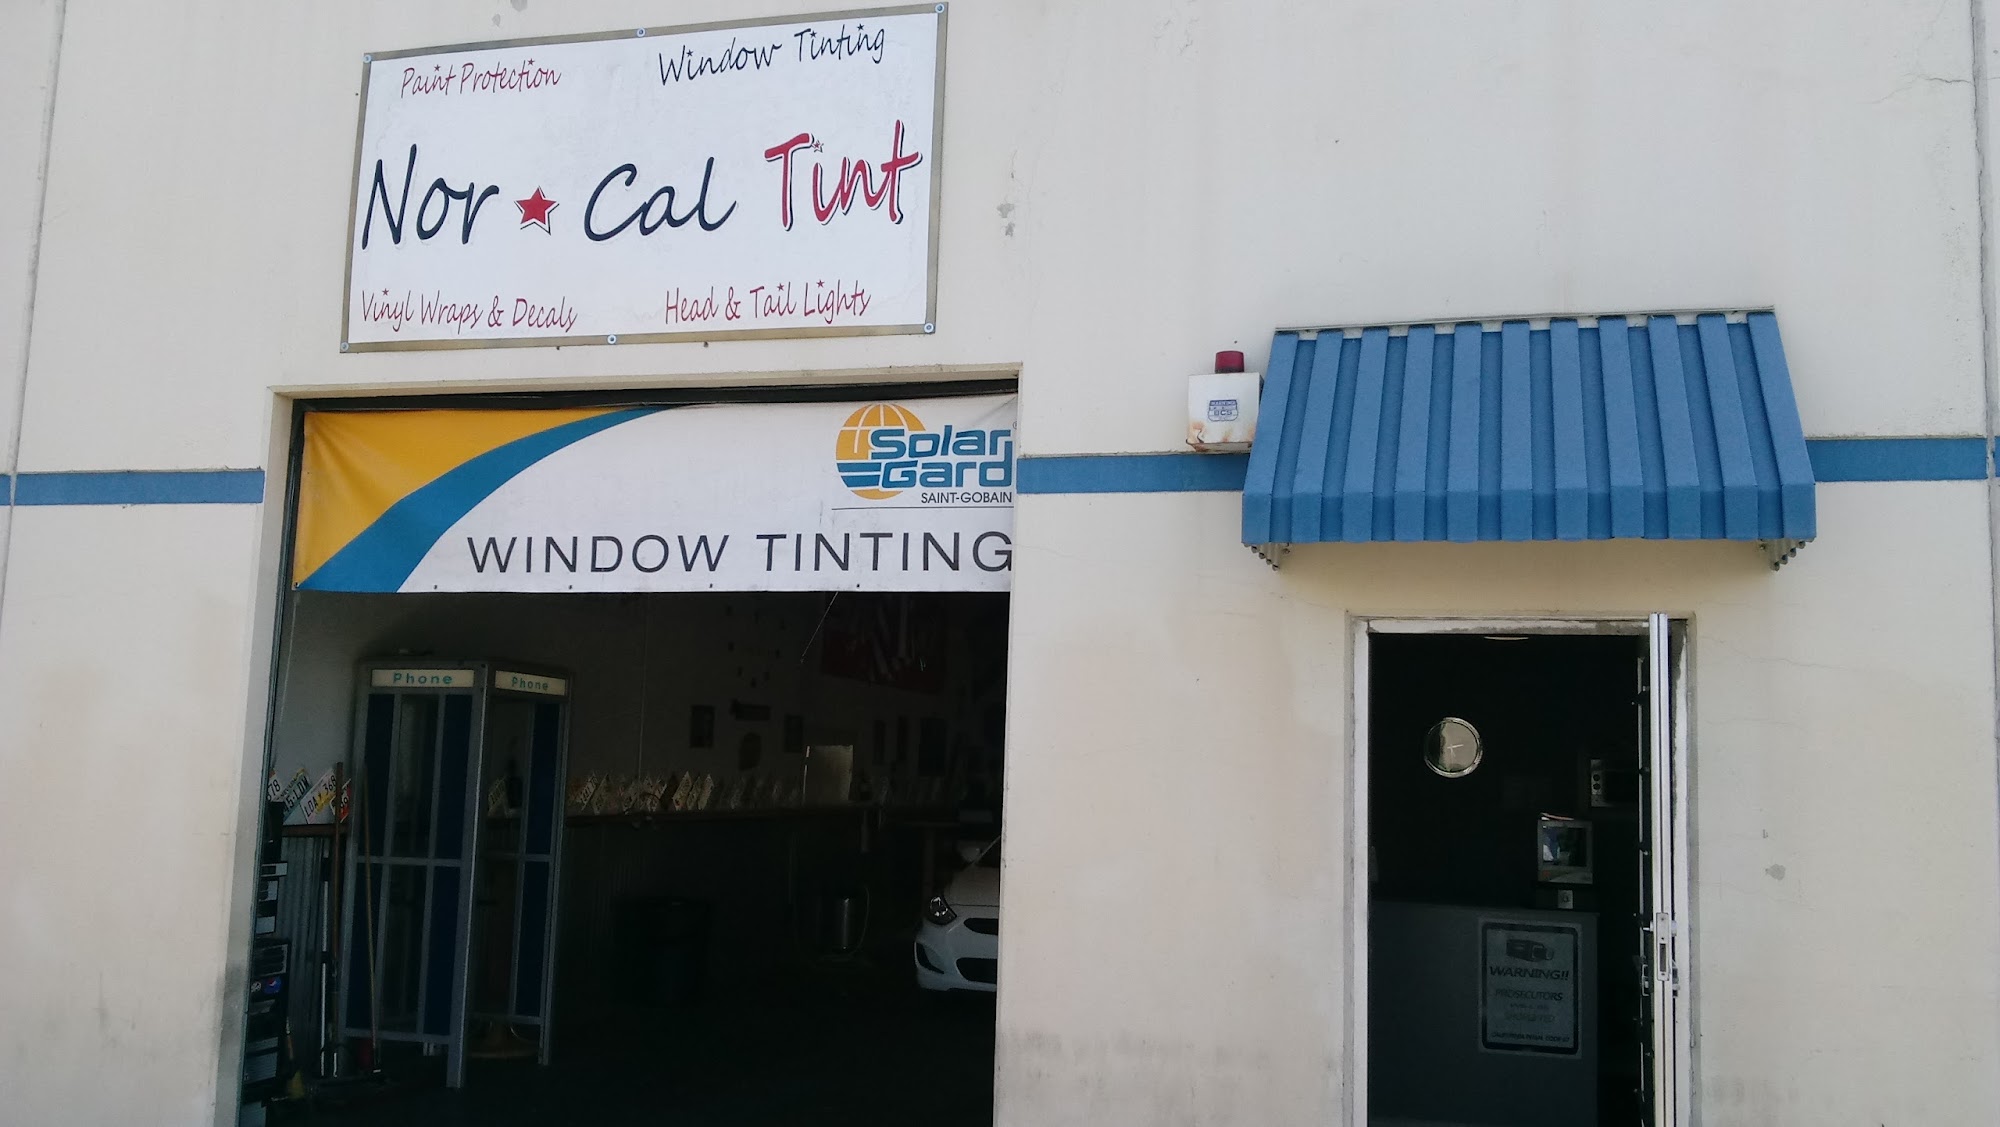 Paint Protection
Window Tinting
Nor Cal Tint
Vinyl Wraps & Decals
Head & Tail Lights
Solar
Gard
SAINT-GOBAIN
WINDOW TINTING
Phone
Phone
WARNING!!
PROSECUTORS